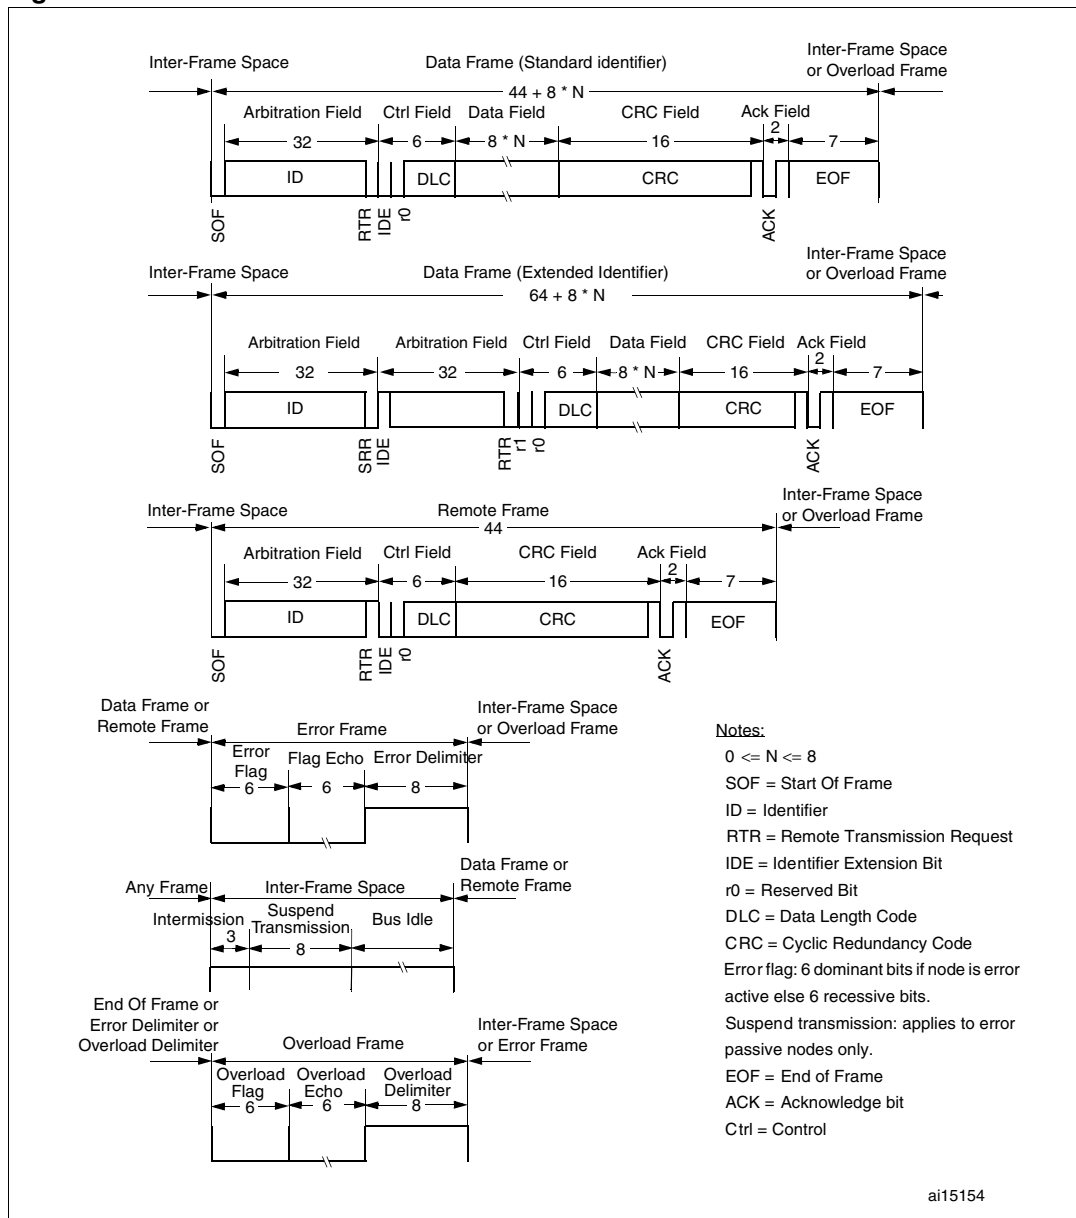 Inter-Frame Space
Data Frame (Standard identifier)
Inter-Frame Space
or Overload Frame
44 + 8 * N
Arbitration Field
Ctrl Field
Data Field
CRC Field
Ack Field
32
6
8 * N
16
2
7
ID
DLC
CRC
EOF
SOF
RTR
IDE
r0
ACK
Inter-Frame Space
Data Frame (Extended Identifier)
Inter-Frame Space
or Overload Frame
64 + 8 * N
Arbitration Field
Arbitration Field
Ctrl Field
Data Field
CRC Field
Ack Field
32
32
6
8 * N
16
2
7
ID
DLC
CRC
EOF
SOF
SRR
IDE
RTR
r1
r0
ACK
Inter-Frame Space
Remote Frame
Inter-Frame Space
or Overload Frame
44
Arbitration Field
Ctrl Field
CRC Field
Ack Field
32
6
16
2
7
ID
DLC
CRC
EOF
SOF
RTR
IDE
r0
ACK
Data Frame or
Remote Frame
Error Frame
Inter-Frame Space
or Overload Frame
Error
Flag
Flag Echo
Error Delimiter
6
6
8
Any Frame
Inter-Frame Space
Data Frame or
Remote Frame
Intermission
3
Suspend
Transmission
8
Bus Idle
End Of Frame or
Error Delimiter or
Overload Delimiter
Overload Frame
Inter-Frame Space
or Error Frame
Overload
Flag
Overload
Echo
Overload
Delimiter
6
6
8
Notes:
0 <= N <= 8
SOF = Start Of Frame
ID = Identifier
RTR = Remote Transmission Request
IDE = Identifier Extension Bit
r0 = Reserved Bit
DLC = Data Length Code
CRC = Cyclic Redundancy Code
Error flag: 6 dominant bits if node is error
active else 6 recessive bits.
Suspend transmission: applies to error
passive nodes only.
EOF = End of Frame
ACK = Acknowledge bit
Ctrl = Control
ai15154